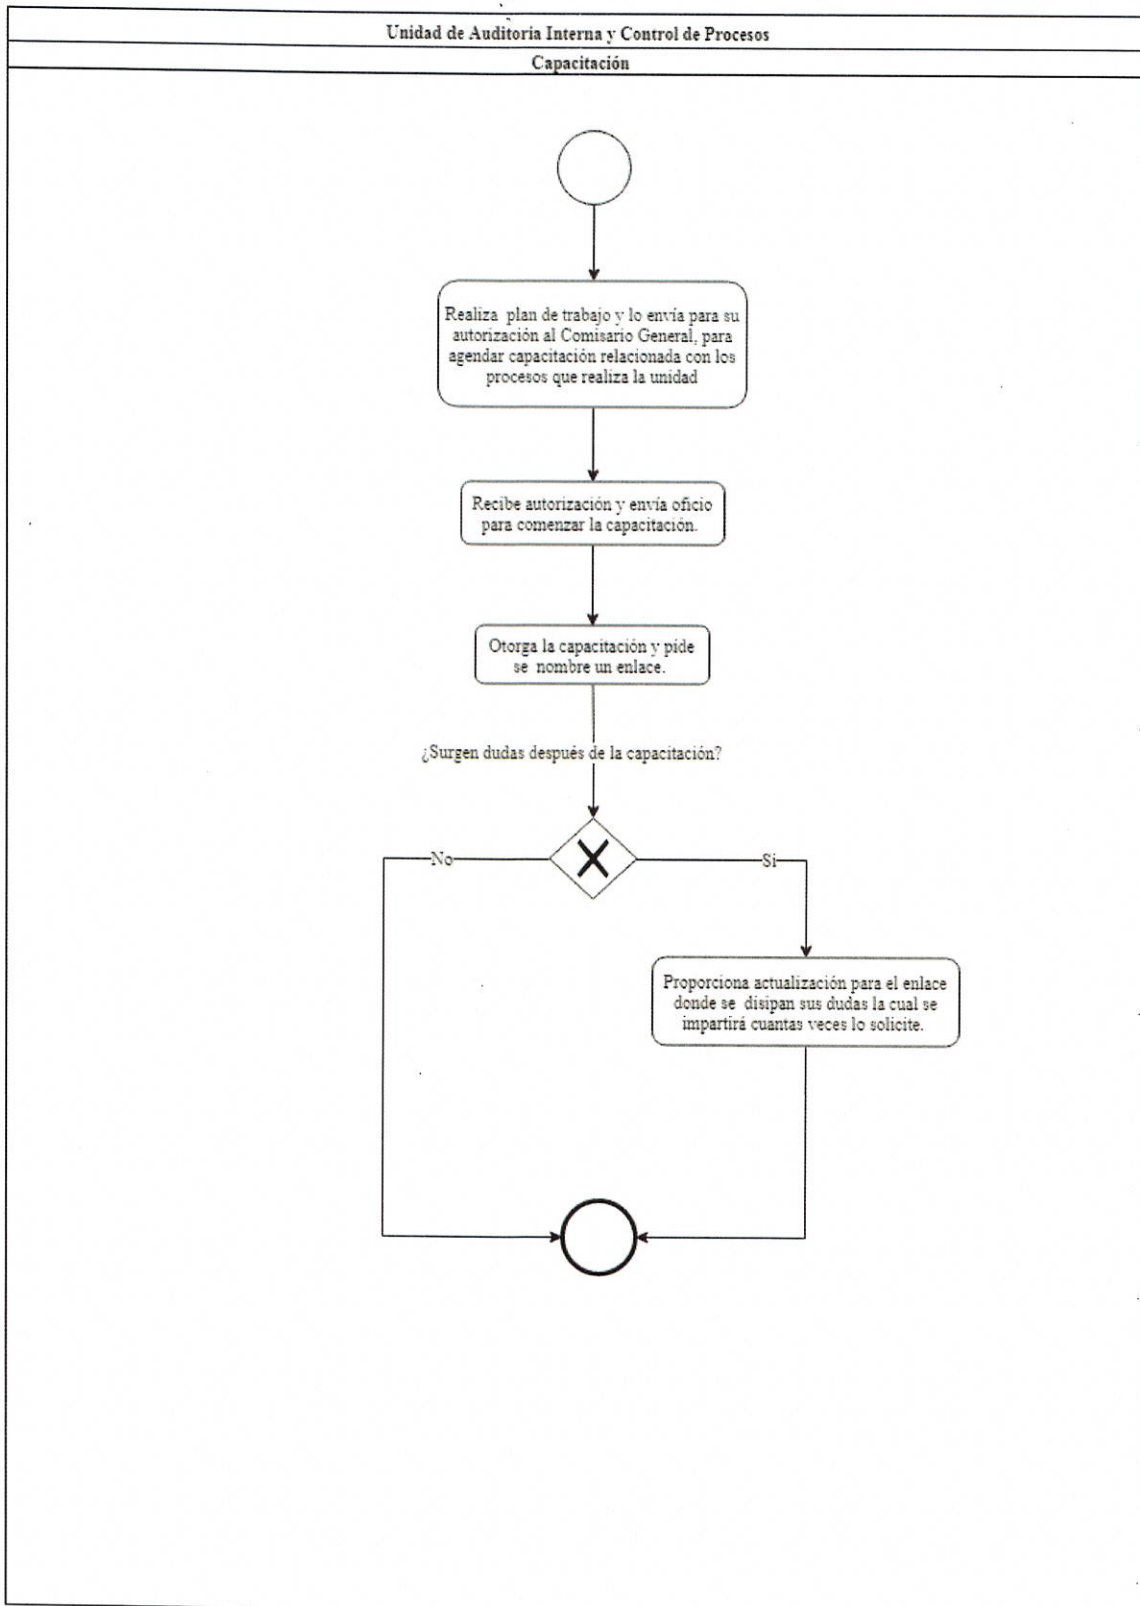 Unidad de Auditoria Interna y Control de Procesos
Capacitación
Realiza plan de trabajo y lo envía para su
autorización al Comisario General, para
agendar capacitación relacionada con los
procesos que realiza la unidad
Recibe autorización y envía oficio
para comenzar la capacitación.
Otorga la capacitación y pide
se nombre un enlace.
¿Surgen dudas después de la capacitación?
No
Si
Proporciona actualización para el enlace
donde se disipan sus dudas la cual se
impartirá cuantas veces lo solicite.